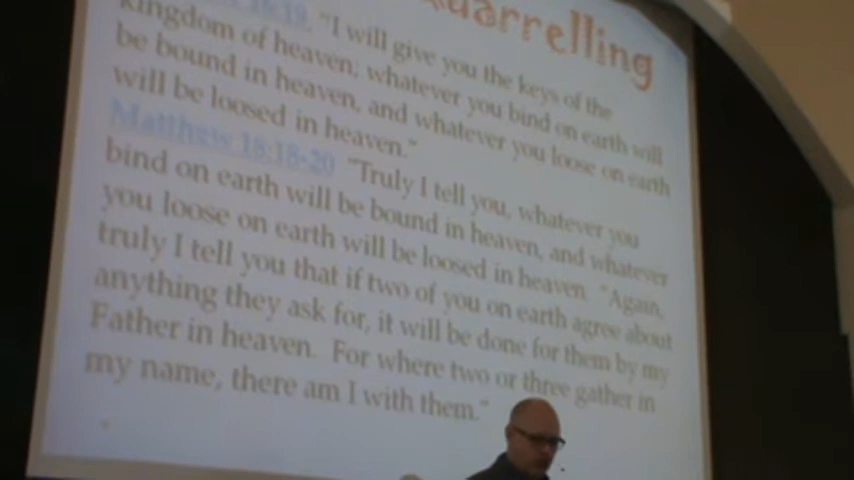 Quarrelling
16:19. "I will give you the keys of the
kingdom of heaven; whatever you bind on earth will
be bound in heaven, and whatever you loose on earth
will be loosed in heaven."
Matthew 18:18-20 "Truly I tell you, whatever you
bind on earth will be bound in heaven, and whatever
you loose on earth will be loosed in heaven. "Again,
truly I tell you that if two of you on earth agree about
anything they ask for, it will be done for them by my
Father in heaven. For where two or three gather in
my name, there am I with them."